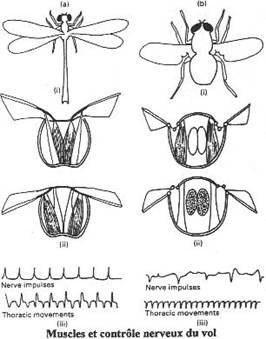 (a) (b)
(i) (i)
(ii) (ii)
Nerve impulses Nerve impulses
Thoracic movements Thoracic movements
(iii) (iii)
Muscles et contrôle nerveux du vol